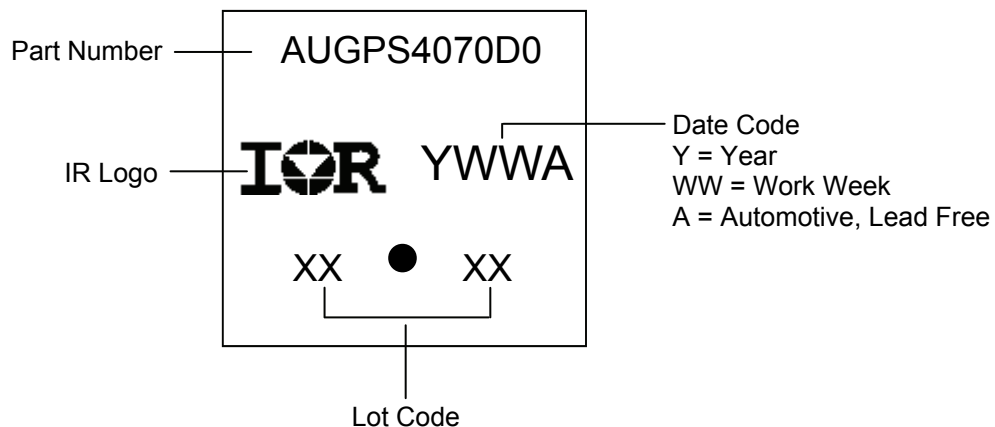 Part Number
AUGPS4070D0
IR Logo
IOR YWWA
Date Code
Y = Year
WW = Work Week
A = Automotive, Lead Free
XX XX
Lot Code